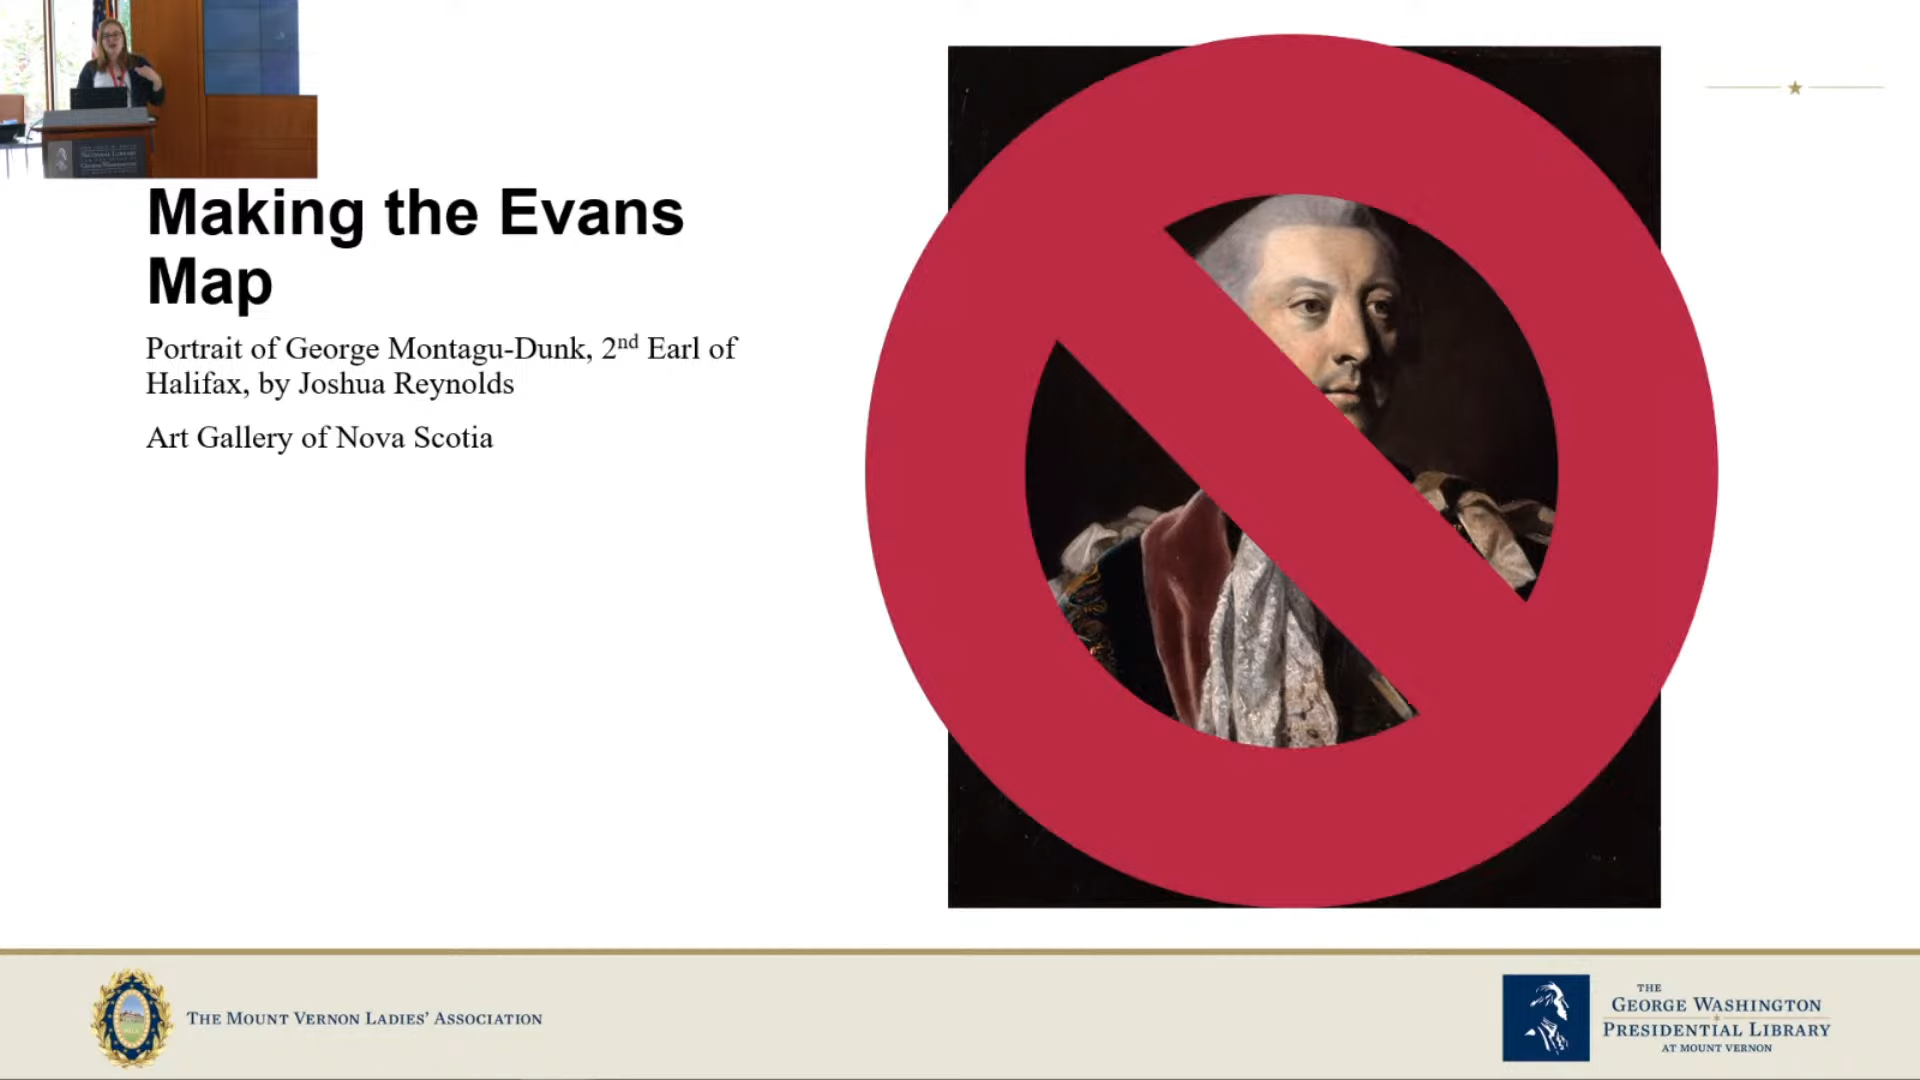 Making the Evans
Map
Portrait of George Montagu-Dunk, 2nd Earl of
Halifax, by Joshua Reynolds
Art Gallery of Nova Scotia
THE MOUNT VERNON LADIES' ASSOCIATION
THE
GEORGE WASHINGTON
PRESIDENTIAL LIBRARY
AT MOUNT VERNON